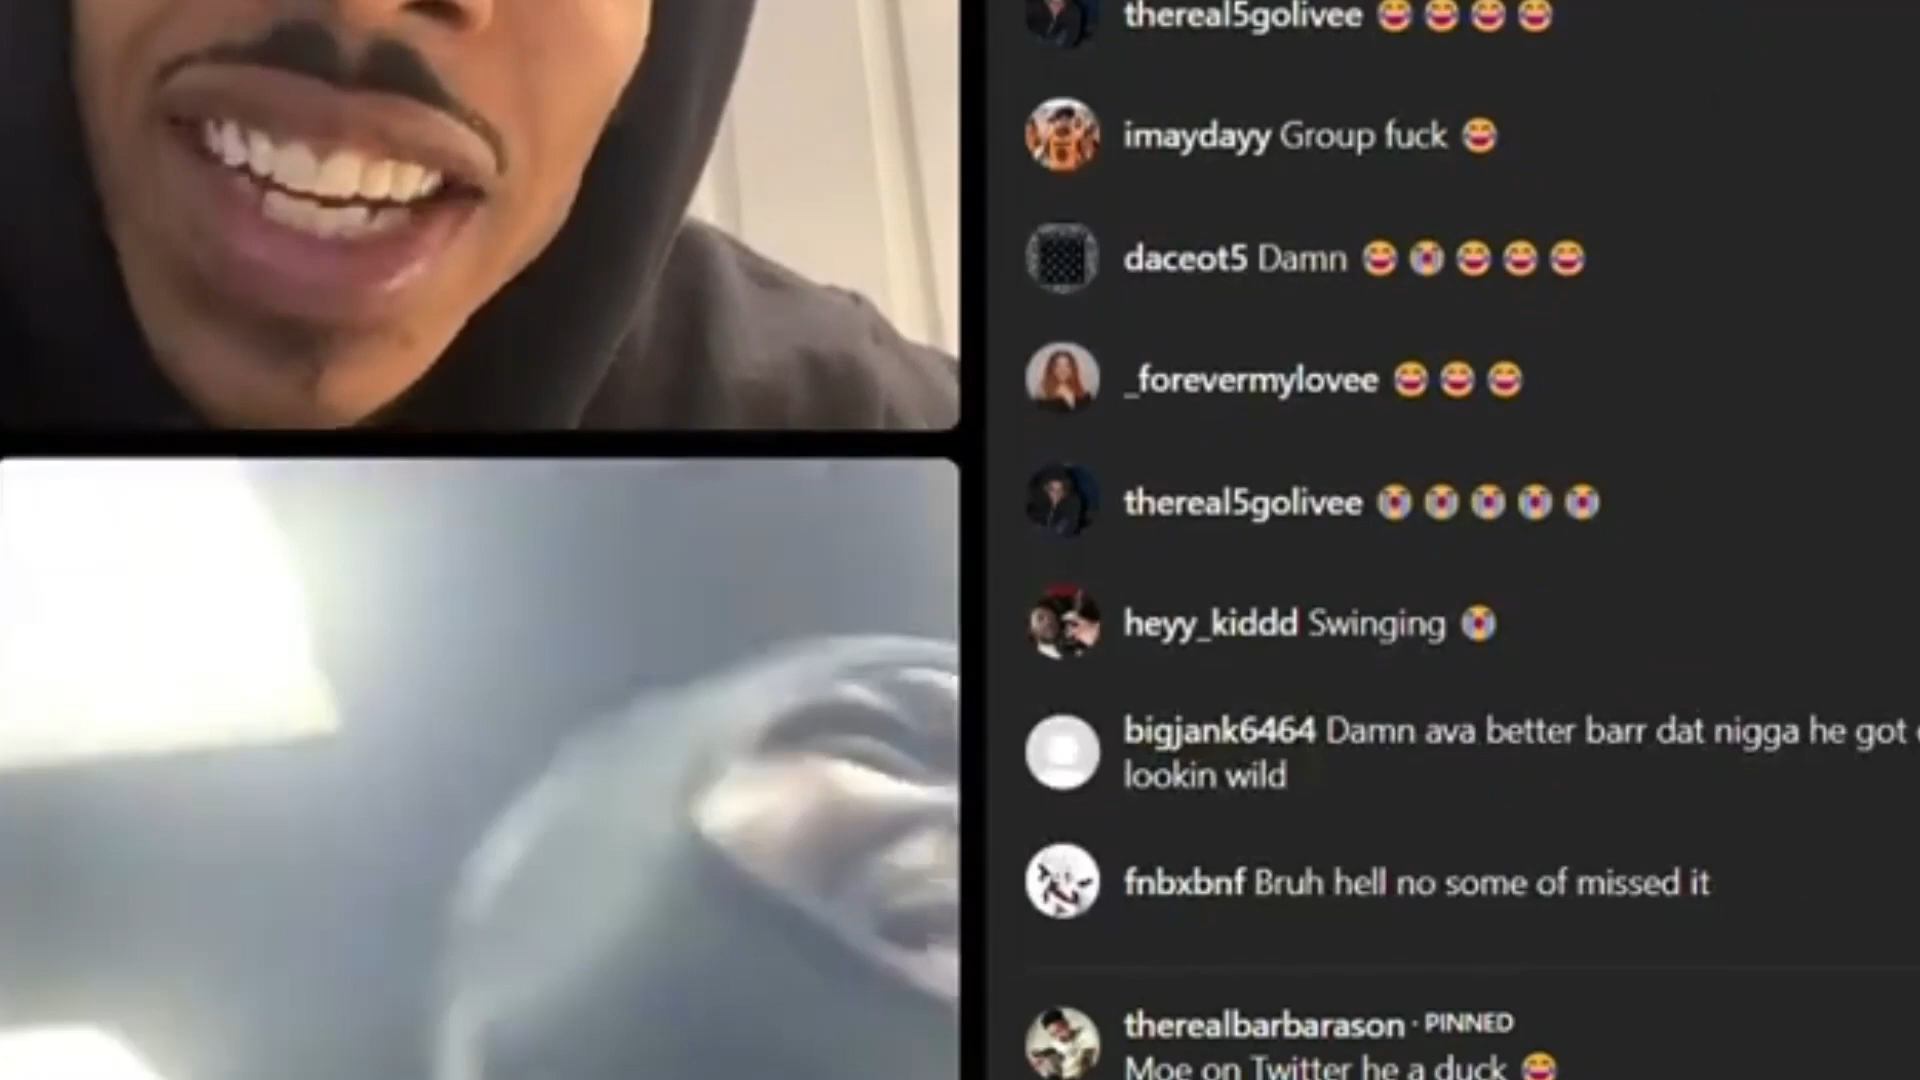 thereal5golivee 😂 😂 😂 😂
imaydayy Group fuck 😂
daceot5 Damn 😂 😭 😂 😂 😂
_forevermylovee 😂 😂 😂
thereal5golivee 😭 😭 😭 😭 😭
heyy_kiddd Swinging 😭
bigjank6464 Damn ava better barr dat nigga he got
lookin wild
fnbxbnf Bruh hell no some of missed it
therealbarbarason · PINNED
Moe on Twitter he a duck 😂